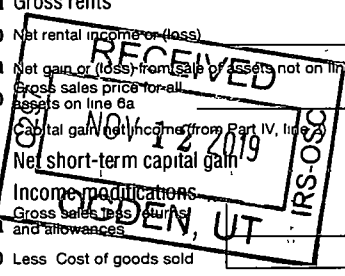 Gross rents
Net rental income or (loss)
Net gain or (loss) from sale of assets not on lin
Gross sales price for all
assets on line 6a
Capital gain net income (from Part IV, line 2)
Net short-term capital gain
Income modifications
Gross sales less returns
and allowances
Less Cost of goods sold
RECEIVED
NOV 12 2019
IRS-OSC
OGDEN, UT